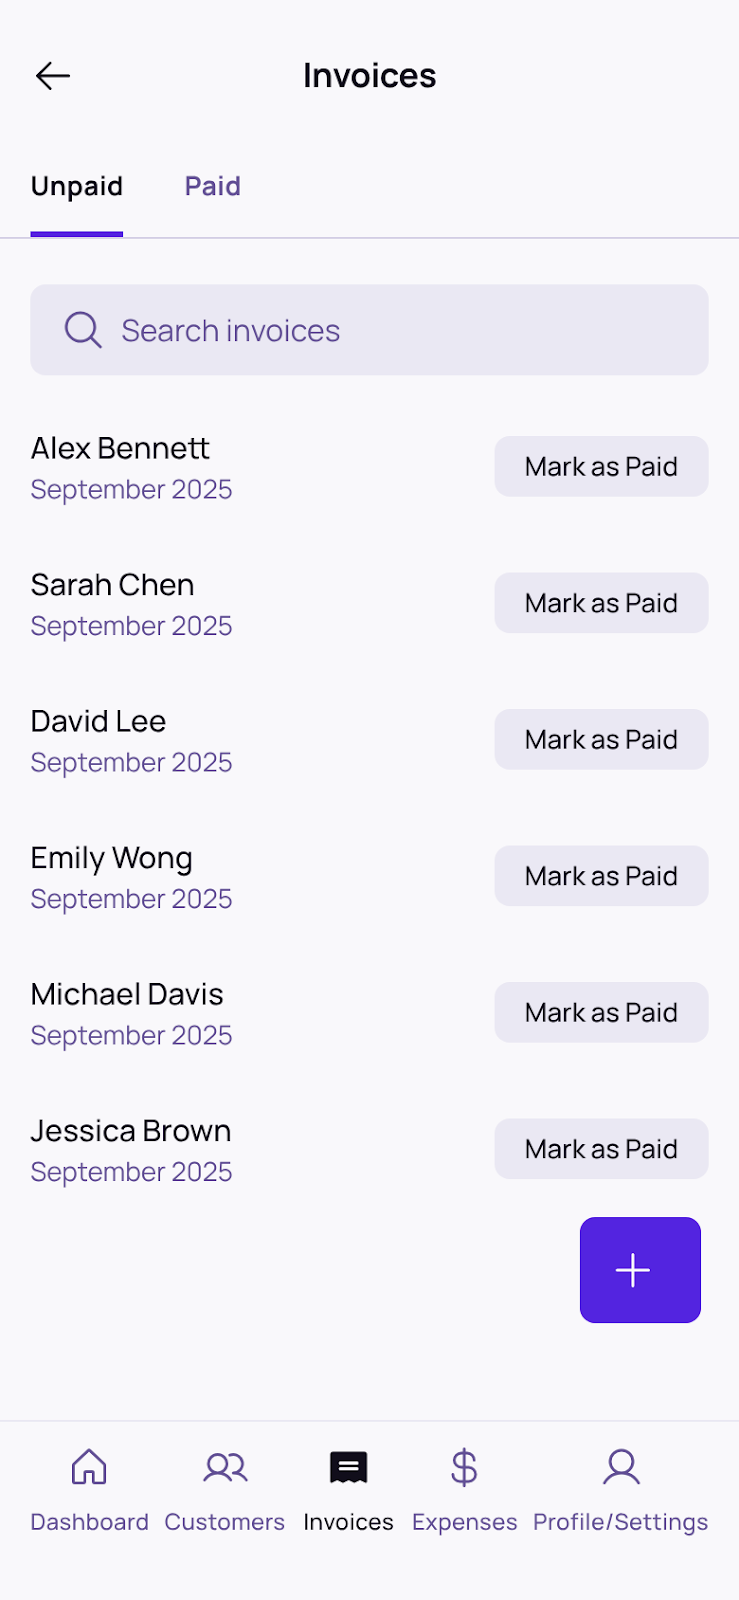 Invoices
Unpaid
Paid
Search invoices
Alex Bennett
September 2025
Mark as Paid
Sarah Chen
September 2025
Mark as Paid
David Lee
September 2025
Mark as Paid
Emily Wong
September 2025
Mark as Paid
Michael Davis
September 2025
Mark as Paid
Jessica Brown
September 2025
Mark as Paid
Dashboard
Customers
Invoices
Expenses
Profile/Settings